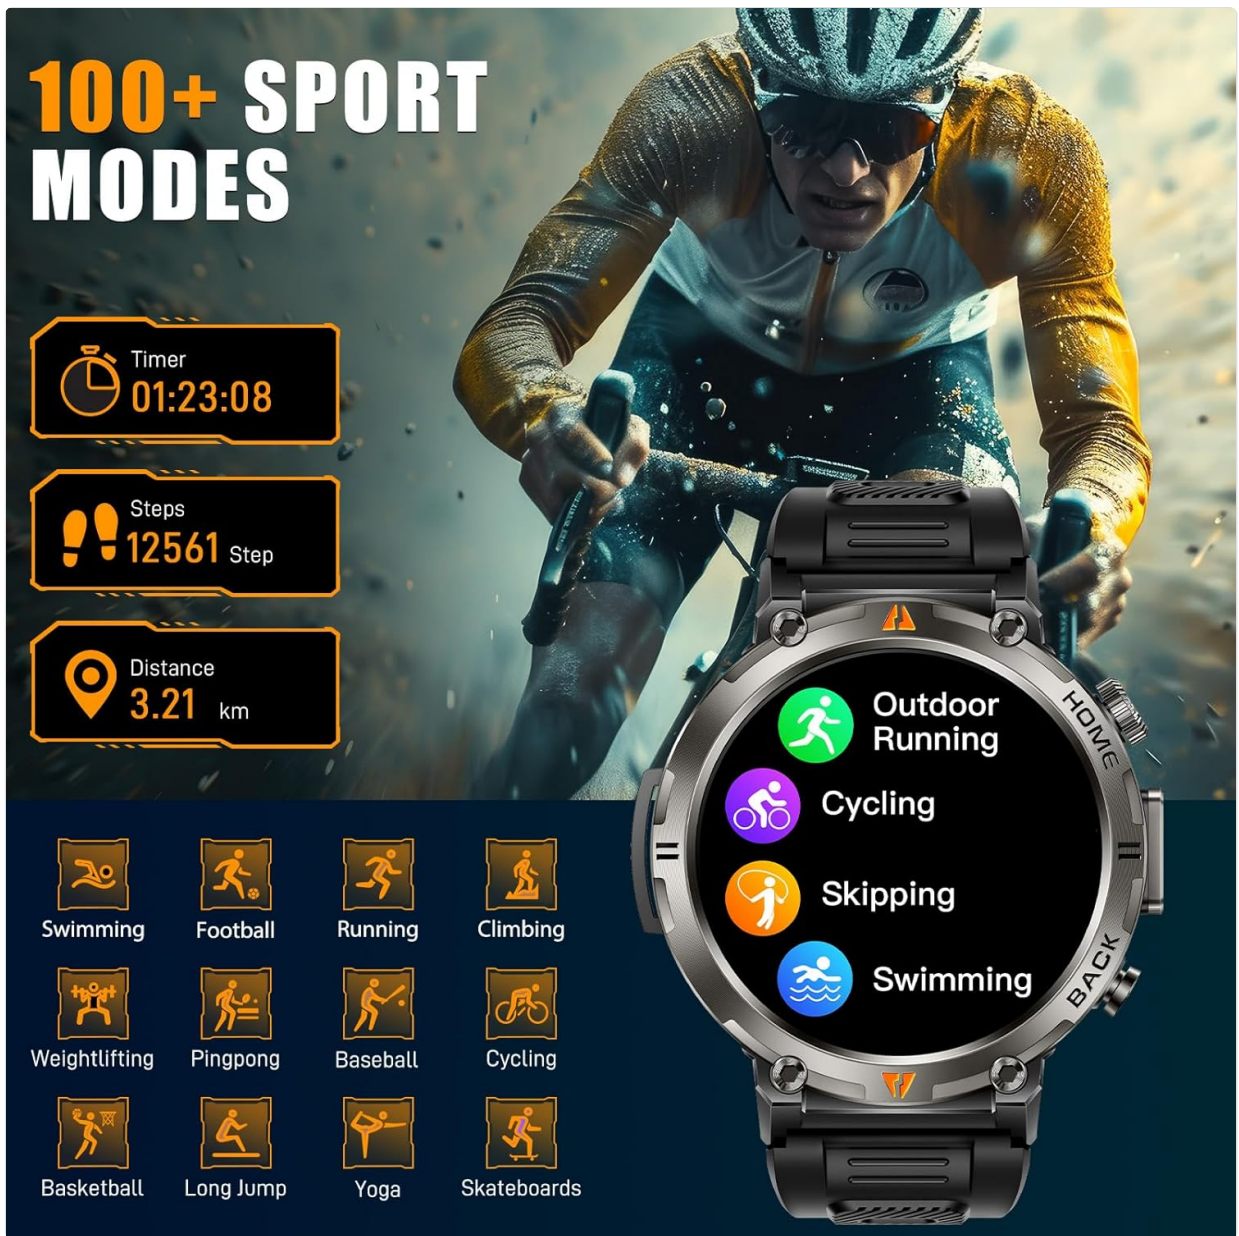 100+ SPORT
MODES
Timer
01:23:08
Steps
12561 Step
Distance
3.21 km
Outdoor
Running
Cycling
Skipping
Swimming
HOME
BACK
Swimming Football Running Climbing
Weightlifting Pingpong Baseball Cycling
Basketball Long Jump Yoga Skateboards